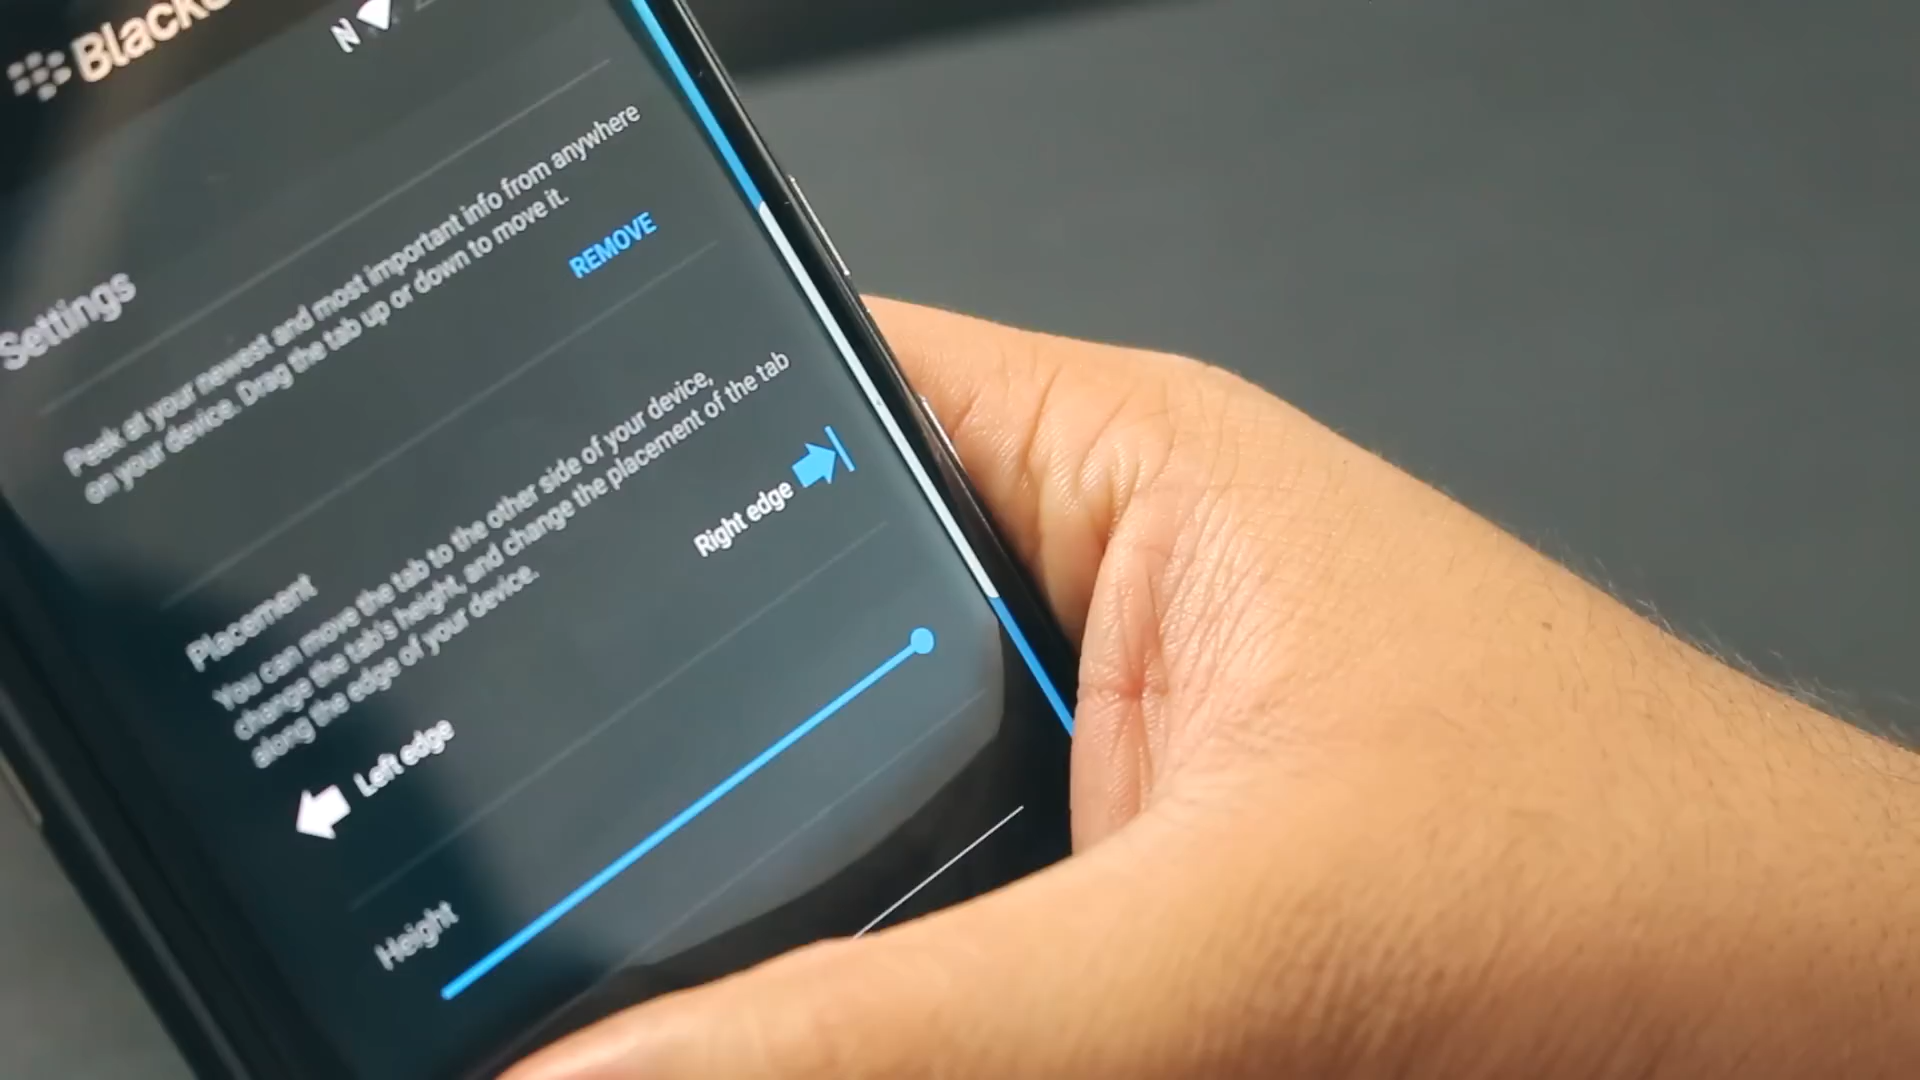 N
Settings
Peek at your newest and most important info from anywhere
on your device. Drag the tab up or down to move it.
REMOVE
Placement
You can move the tab to the other side of your device,
change the tab's height, and change the placement of the tab
along the edge of your device.
Left edge
Right edge
Height